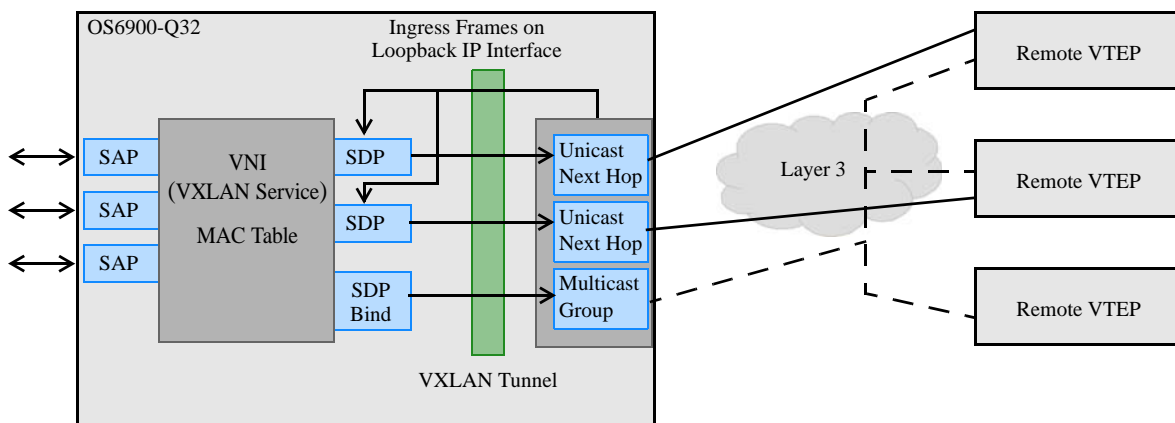 OS6900-Q32
Ingress Frames on
Loopback IP Interface
Remote VTEP
SAP
SAP
SAP
VNI
(VXLAN Service)
MAC Table
SDP
SDP
SDP
Bind
Unicast
Next Hop
Unicast
Next Hop
Multicast
Group
Layer 3
Remote VTEP
Remote VTEP
VXLAN Tunnel